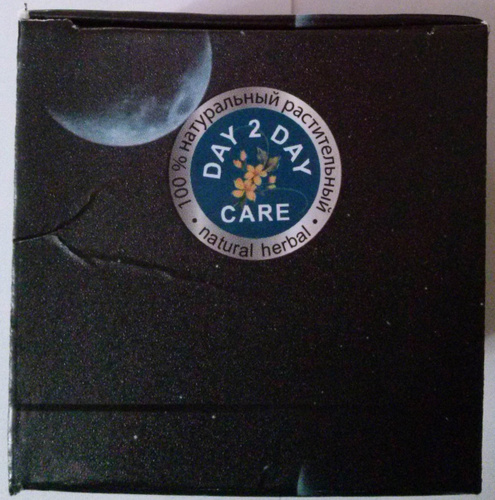 100 % натуральный растительный
DAY 2 DAY
CARE
• natural herbal •